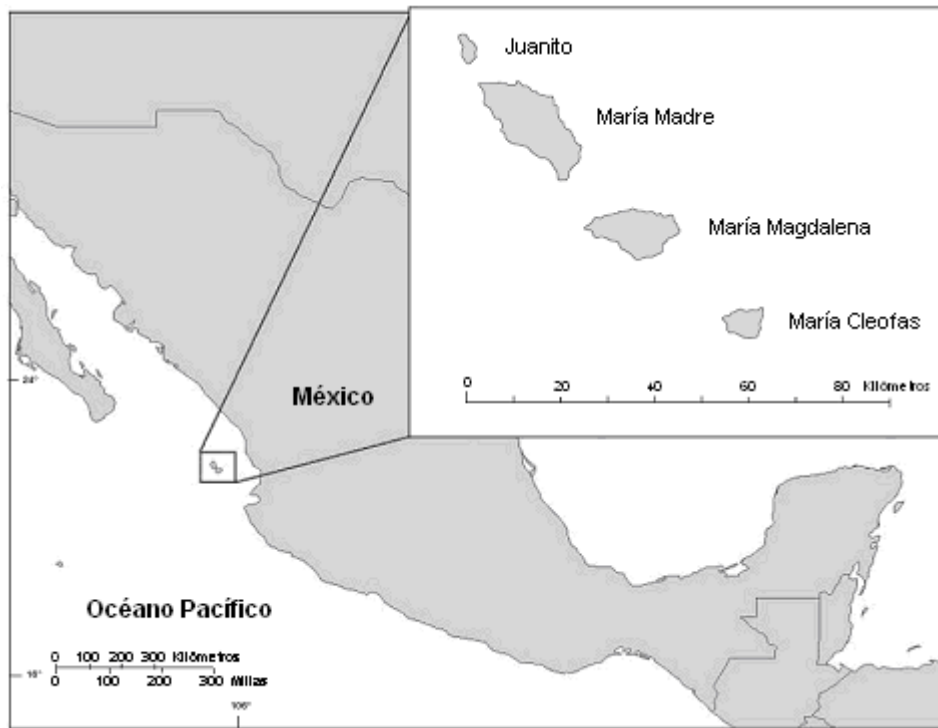 Juanito
María Madre
María Magdalena
María Cleofas
0 20 40 60 80 Kilómetros
24°
México
Océano Pacífico
0 100 200 300 Kilómetros
0 100 200 300 Millas
16°
106°